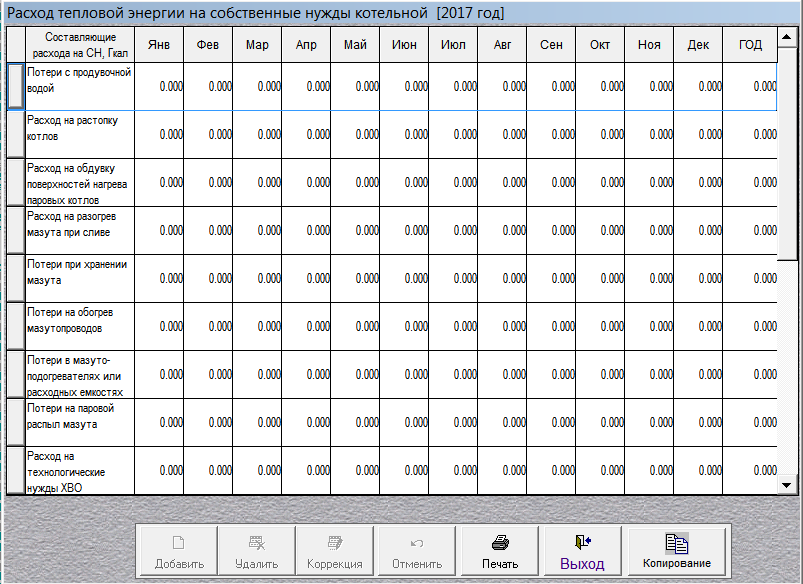 Расход тепловой энергии на собственные нужды котельной [2017 год]
Составляющие
расхода на СН, Гкал
Янв Фев Мар Апр Май Июн Июл Авг Сен Окт Ноя Дек ГОД
Потери с продувочной
водой
0.000 0.000 0.000 0.000 0.000 0.000 0.000 0.000 0.000 0.000 0.000 0.000 0.000
Расход на растопку
котлов
0.000 0.000 0.000 0.000 0.000 0.000 0.000 0.000 0.000 0.000 0.000 0.000 0.000
Расход на обдувку
поверхностей нагрева
паровых котлов
0.000 0.000 0.000 0.000 0.000 0.000 0.000 0.000 0.000 0.000 0.000 0.000 0.000
Расход на разогрев
мазута при сливе
0.000 0.000 0.000 0.000 0.000 0.000 0.000 0.000 0.000 0.000 0.000 0.000 0.000
Потери при хранении
мазута
0.000 0.000 0.000 0.000 0.000 0.000 0.000 0.000 0.000 0.000 0.000 0.000 0.000
Потери на обогрев
мазутопроводов
0.000 0.000 0.000 0.000 0.000 0.000 0.000 0.000 0.000 0.000 0.000 0.000 0.000
Потери в мазуто-
подогревателях или
расходных емкостях
0.000 0.000 0.000 0.000 0.000 0.000 0.000 0.000 0.000 0.000 0.000 0.000 0.000
Потери на паровой
распыл мазута
0.000 0.000 0.000 0.000 0.000 0.000 0.000 0.000 0.000 0.000 0.000 0.000 0.000
Расход на
технологические
нужды ХВО
0.000 0.000 0.000 0.000 0.000 0.000 0.000 0.000 0.000 0.000 0.000 0.000 0.000
Добавить Удалить Коррекция Отменить Печать Выход Копирование